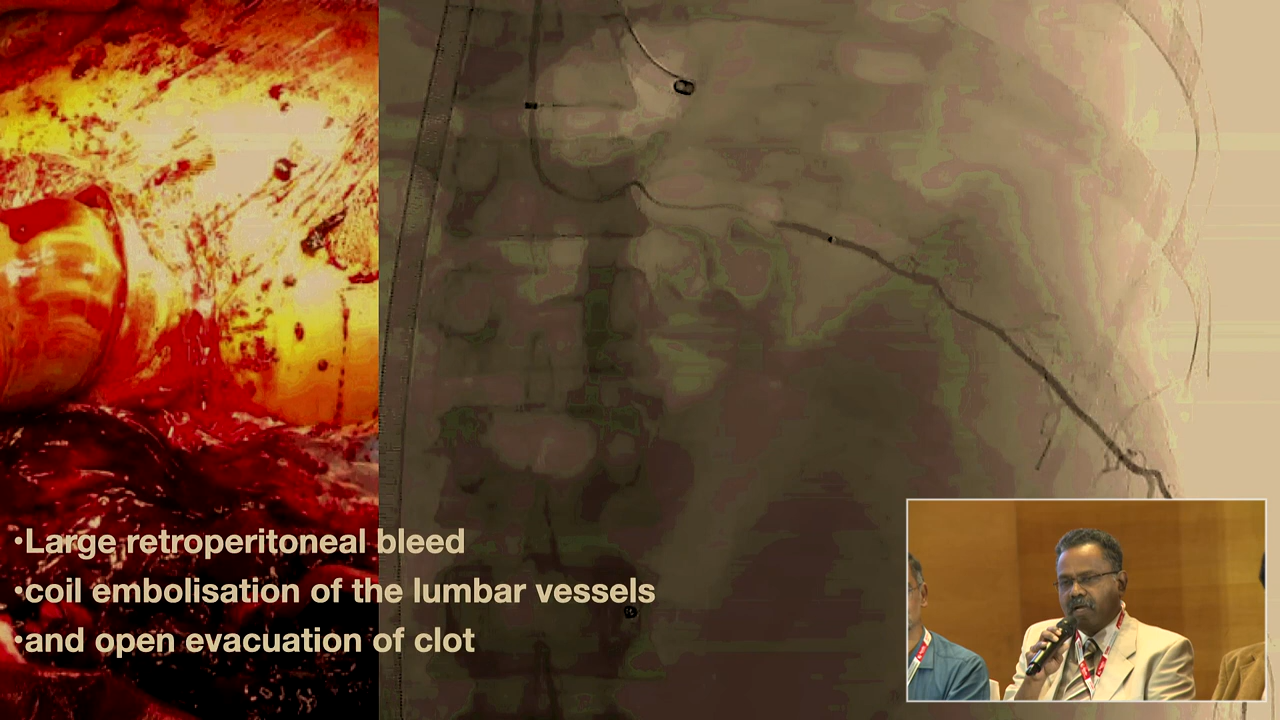 •Large retroperitoneal bleed
•coil embolisation of the lumbar vessels
•and open evacuation of clot